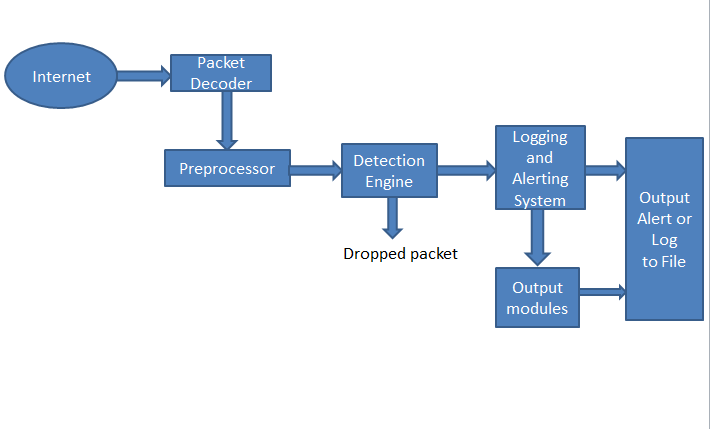 Internet
Packet
Decoder
Preprocessor
Detection
Engine
Dropped packet
Logging
and
Alerting
System
Output
modules
Output
Alert or
Log
to File